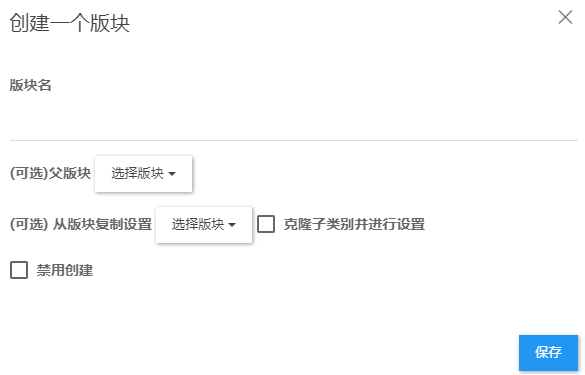 创建一个版块
版块名
(可选)父版块 选择版块
(可选) 从版块复制设置 选择版块 克隆子类别并进行设置
禁用创建
保存